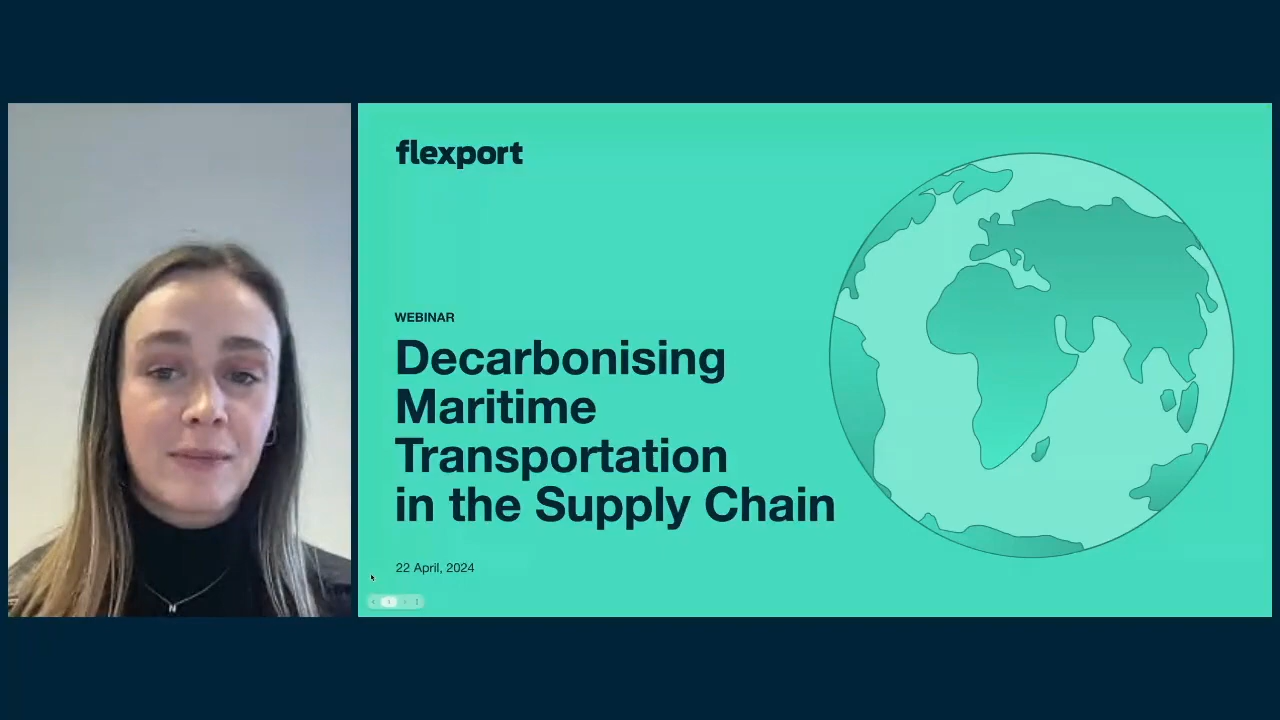 flexport
WEBINAR
Decarbonising
Maritime
Transportation
in the Supply Chain
22 April, 2024
N